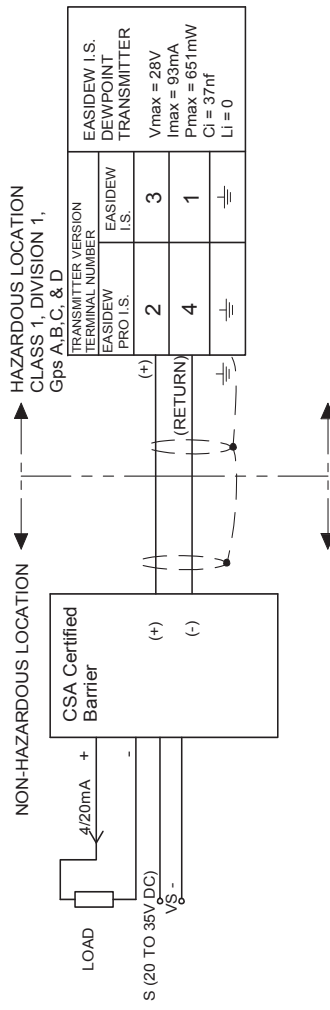 NON-HAZARDOUS LOCATION
HAZARDOUS LOCATION
CLASS 1, DIVISION 1,
Gps A,B,C, & D
LOAD
4/20mA
+
-
S (20 TO 35V DC)
VS -
CSA Certified
Barrier
(+)
(-)
(+)
(RETURN)
TRANSMITTER VERSION
TERMINAL NUMBER
EASIDEW
PRO I.S.
EASIDEW
I.S.
2
3
4
1
EASIDEW I.S.
DEWPOINT
TRANSMITTER
Vmax = 28V
Imax = 93mA
Pmax = 651mW
Ci = 37nf
Li = 0